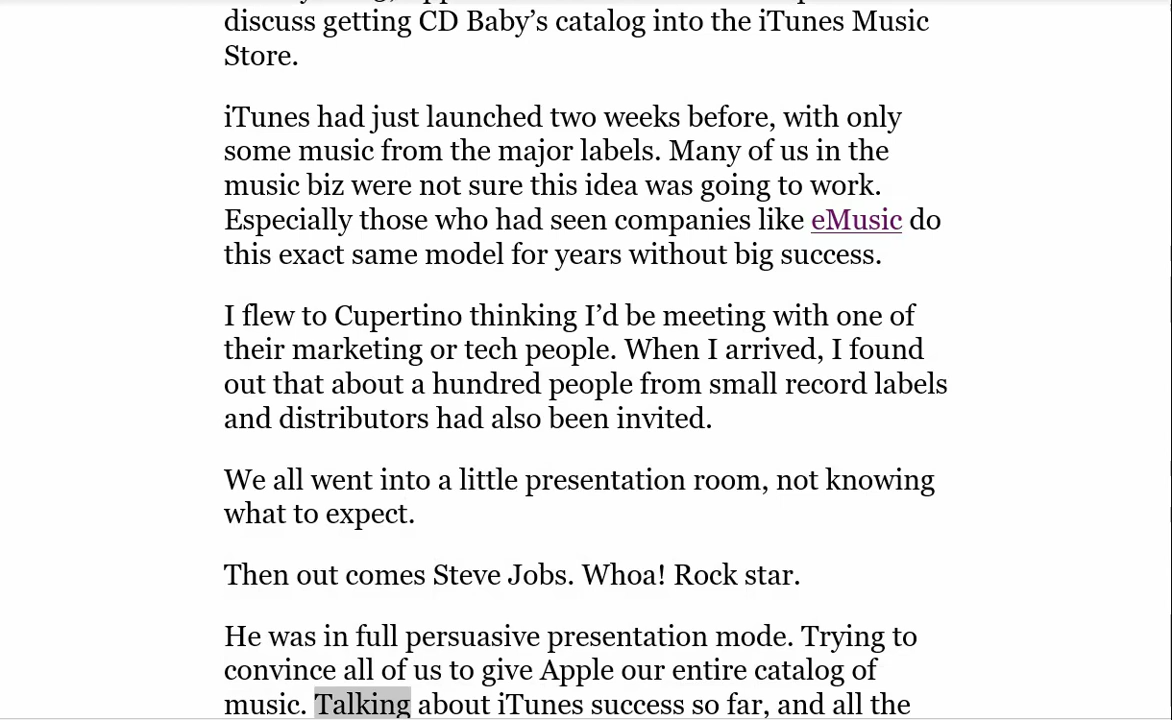 discuss getting CD Baby’s catalog into the iTunes Music
Store.
iTunes had just launched two weeks before, with only
some music from the major labels. Many of us in the
music biz were not sure this idea was going to work.
Especially those who had seen companies like eMusic do
this exact same model for years without big success.
I flew to Cupertino thinking I’d be meeting with one of
their marketing or tech people. When I arrived, I found
out that about a hundred people from small record labels
and distributors had also been invited.
We all went into a little presentation room, not knowing
what to expect.
Then out comes Steve Jobs. Whoa! Rock star.
He was in full persuasive presentation mode. Trying to
convince all of us to give Apple our entire catalog of
music. Talking about iTunes success so far, and all the